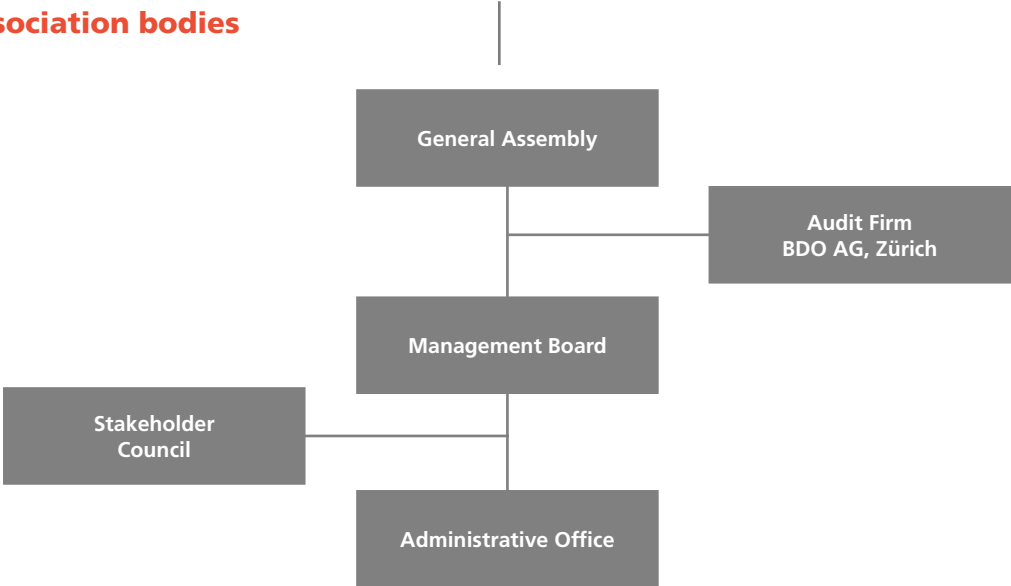 sociation bodies
General Assembly
Audit Firm
BDO AG, Zürich
Management Board
Stakeholder
Council
Administrative Office